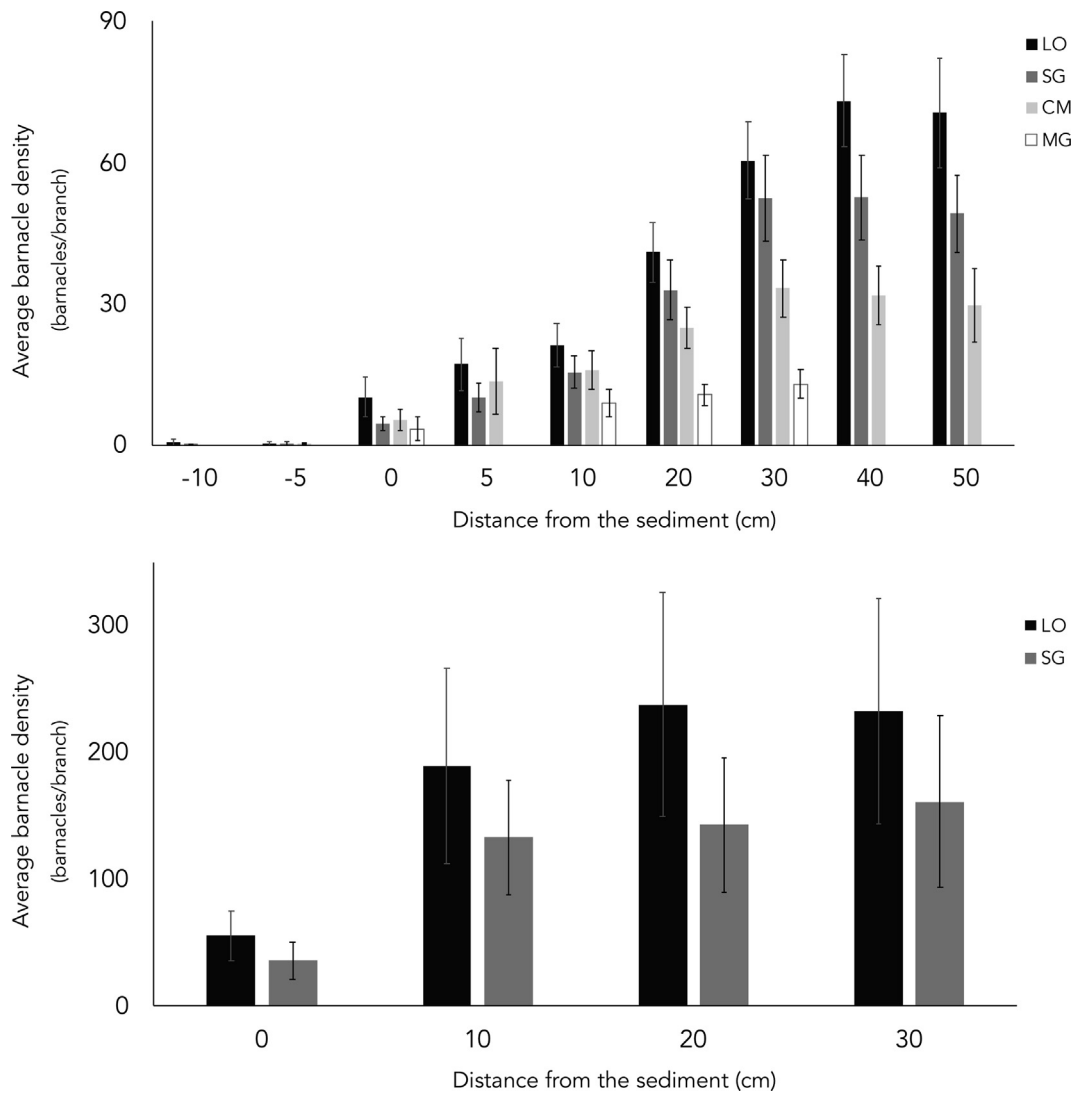 90
60
30
0
Average barnacle density
(barnacles/branch)
-10 -5 0 5 10 20 30 40 50
Distance from the sediment (cm)
LO
SG
CM
MG
300
200
100
0
Average barnacle density
(barnacles/branch)
0 10 20 30
Distance from the sediment (cm)
LO
SG